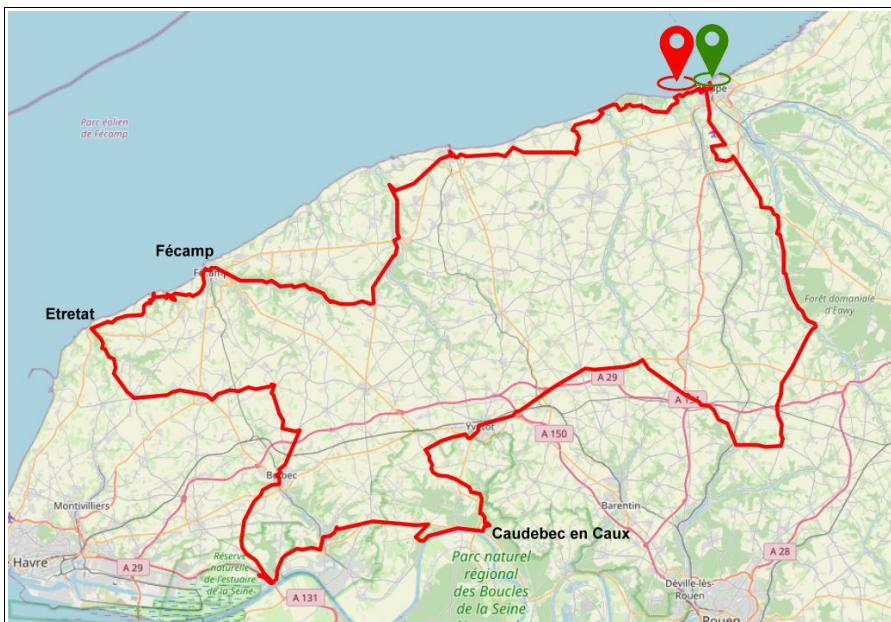 Parc éolien
de Fécamp
Fécamp
Fécamp
Etretat
Forêt domaniale
d'Eawy
A 29
A 151
Yvetot
A 150
Bolbec
Barentin
Montivilliers
Caudebec en Caux
e Havre
A 29
Réserve
naturelle
de l'estuaire
de la Seine
A 131
Parc naturel
régional
des Boucles
de la Seine
A 28
Déville-lès-
Rouen
Rouen